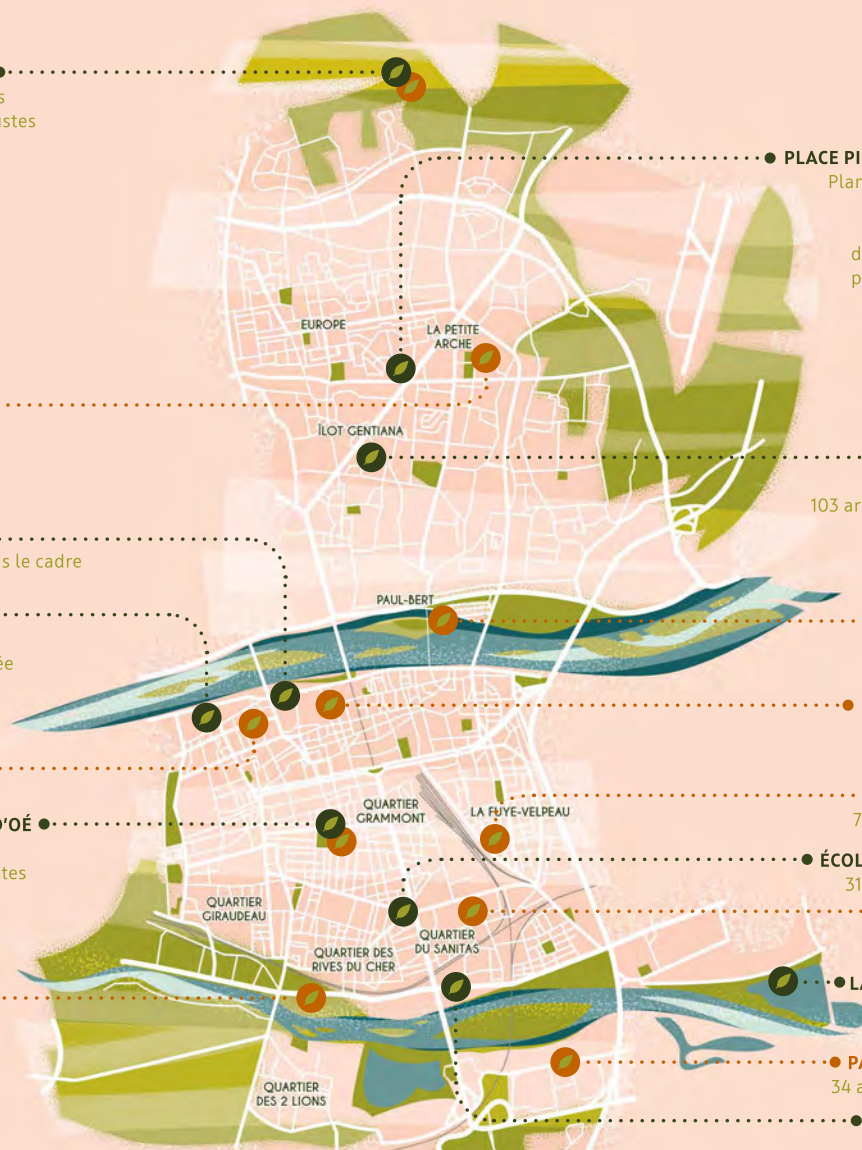 s
ustes
PLACE PI
Plan
d
p
EUROPE
LA PETITE
ARCHE
ÎLOT GENTIANA
103 ar
s le cadre
PAUL-BERT
ée
D'OÉ
stes
QUARTIER
GRAMMONT
LA FUYE-VELPEAU
7
ÉCOL
31
QUARTIER
GIRAUDEAU
QUARTIER
DU SANITAS
QUARTIER DES
RIVES DU CHER
LA
PA
34 a
QUARTIER
DES 2 LIONS